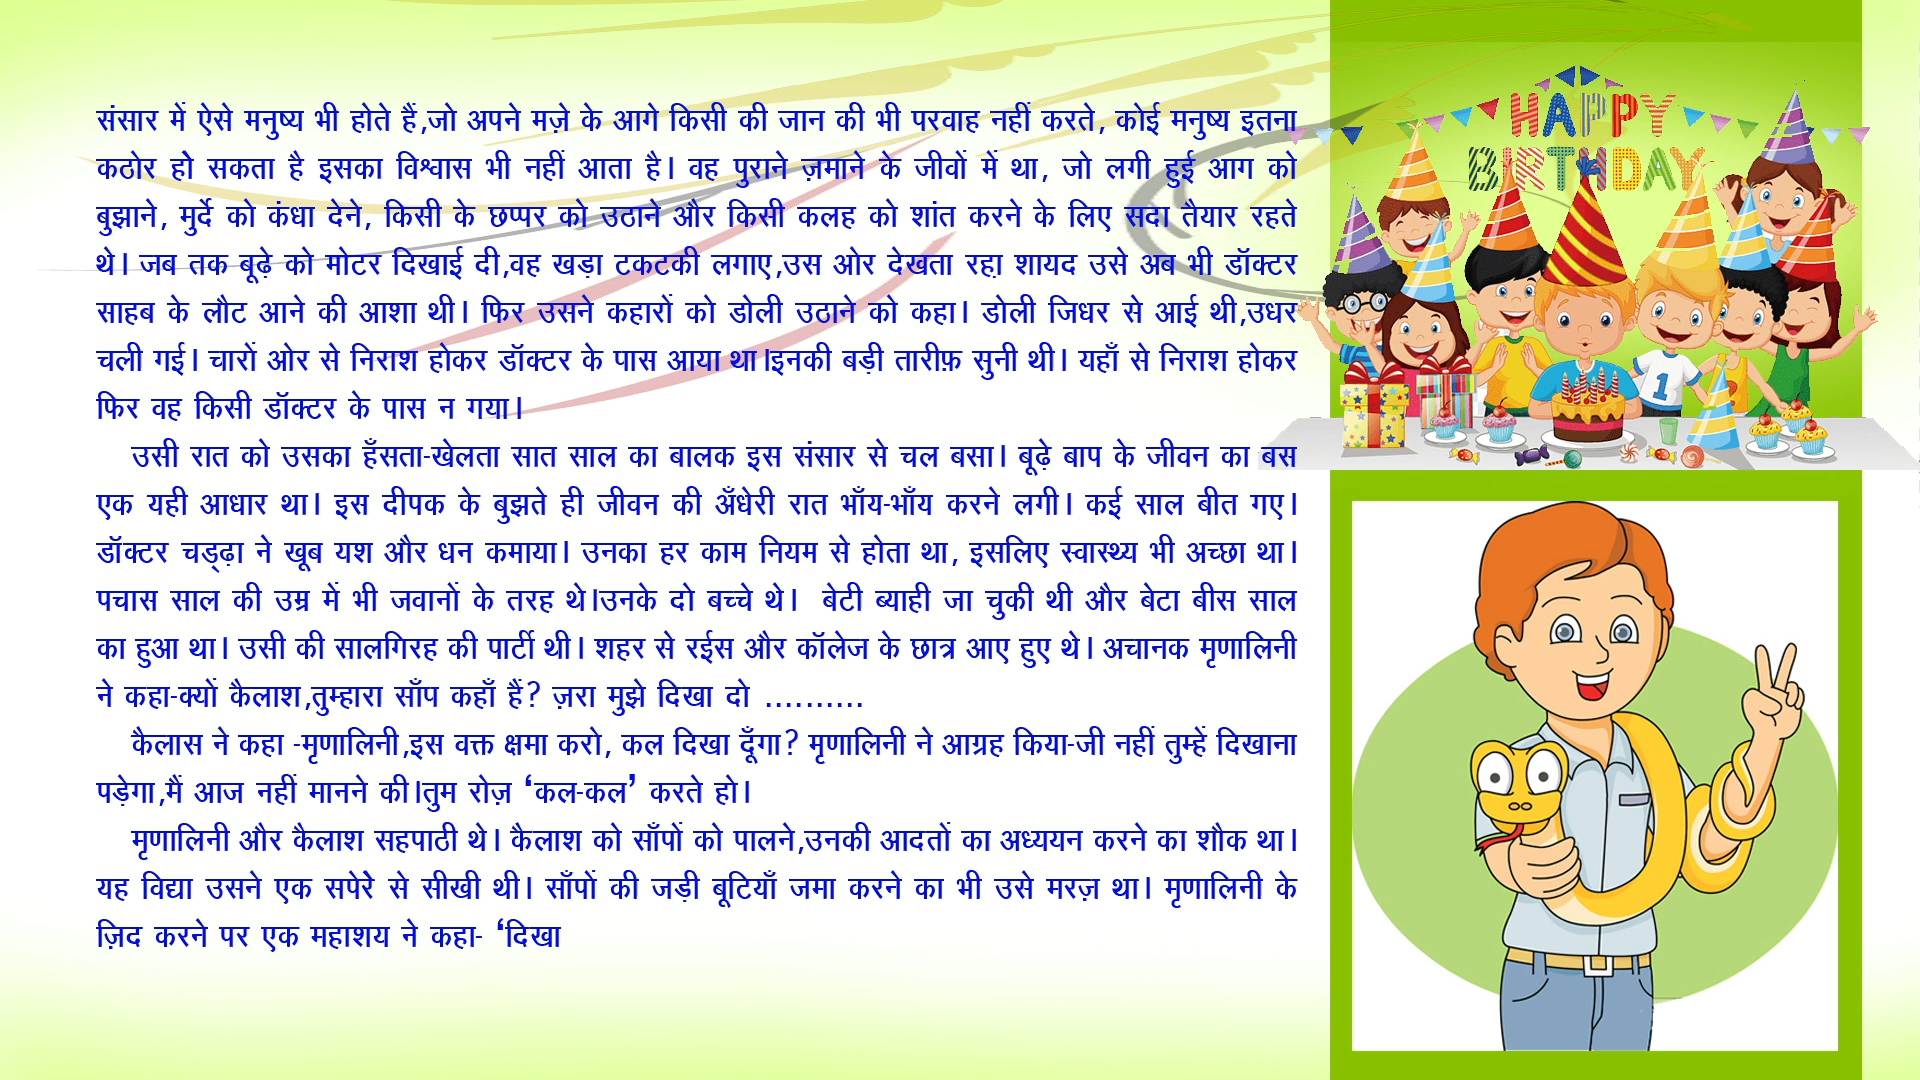 संसार में ऐसे मनुष्य भी होते हैं,जो अपने मज़े के आगे किसी की जान की भी परवाह नहीं करते, कोई मनुष्य इतना
कठोर हो सकता है इसका विश्वास भी नहीं आता है। वह पुराने ज़माने के जीवों में था, जो लगी हुई आग को
बुझाने, मुर्दे को कंधा देने, किसी के छप्पर को उठाने और किसी कलह को शांत करने के लिए सदा तैयार रहते
थे। जब तक बूढ़े को मोटर दिखाई दी,वह खड़ा टकटकी लगाए,उस ओर देखता रहा़ शायद उसे अब भी डॉक्टर
साहब के लौट आने की आशा थी। फिर उसने कहारों को डोली उठाने को कहा। डोली जिधर से आई थी,उधर
चली गई। चारों ओर से निराश होकर डॉक्टर के पास आया था।इनकी बड़ी तारीफ़ सुनी थी। यहाँ से निराश होकर
फिर वह किसी डॉक्टर के पास न गया।
उसी रात को उसका हँसता-खेलता सात साल का बालक इस संसार से चल बसा। बूढ़े बाप के जीवन का बस
एक यही आधार था। इस दीपक के बुझते ही जीवन की अँधेरी रात भाँय-भाँय करने लगी। कई साल बीत गए।
डॉक्टर चड्ढ़ा ने खूब यश और धन कमाया। उनका हर काम नियम से होता था, इसलिए स्वास्थ्य भी अच्छा था।
पचास साल की उम्र में भी जवानों के तरह थे।उनके दो बच्चे थे। बेटी ब्याही जा चुकी थी और बेटा बीस साल
का हुआ था। उसी की सालगिरह की पार्टी थी। शहर से रईस और कॉलेज के छात्र आए हुए थे। अचानक मृणालिनी
ने कहा-क्यों कैलाश,तुम्हारा साँप कहाँ हैं? ज़रा मुझे दिखा दो ..........
कैलास ने कहा -मृणालिनी,इस वक्त क्षमा करो, कल दिखा दूँगा? मृणालिनी ने आग्रह किया-जी नहीं तुम्हें दिखाना
पड़ेगा,मैं आज नहीं मानने की।तुम रोज़ ‘कल-कल’ करते हो।
मृणालिनी और कैलाश सहपाठी थे। कैलाश को साँपों को पालने,उनकी आदतों का अध्ययन करने का शौक था।
यह विद्या उसने एक सपेरे से सीखी थी। साँपों की जड़ी बूटियाँ जमा करने का भी उसे मरज़ था। मृणालिनी के
ज़िद करने पर एक महाशय ने कहा- ‘दिखा
HAPPY
BIRTHDAY
1